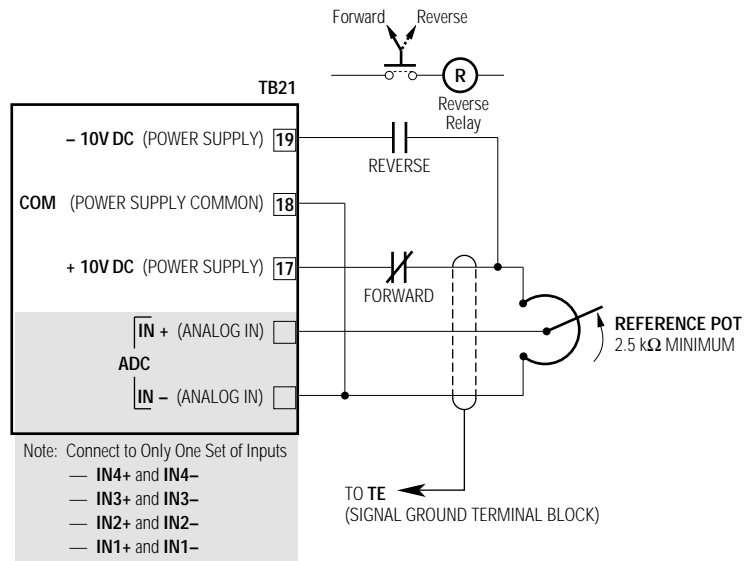 Forward Reverse
R
Reverse
Relay
TB21
– 10V DC (POWER SUPPLY) 19
REVERSE
COM (POWER SUPPLY COMMON) 18
+ 10V DC (POWER SUPPLY) 17
FORWARD
IN + (ANALOG IN)
ADC
IN – (ANALOG IN)
REFERENCE POT
2.5 kΩ MINIMUM
Note: Connect to Only One Set of Inputs
— IN4+ and IN4–
— IN3+ and IN3–
— IN2+ and IN2–
— IN1+ and IN1–
TO TE
(SIGNAL GROUND TERMINAL BLOCK)